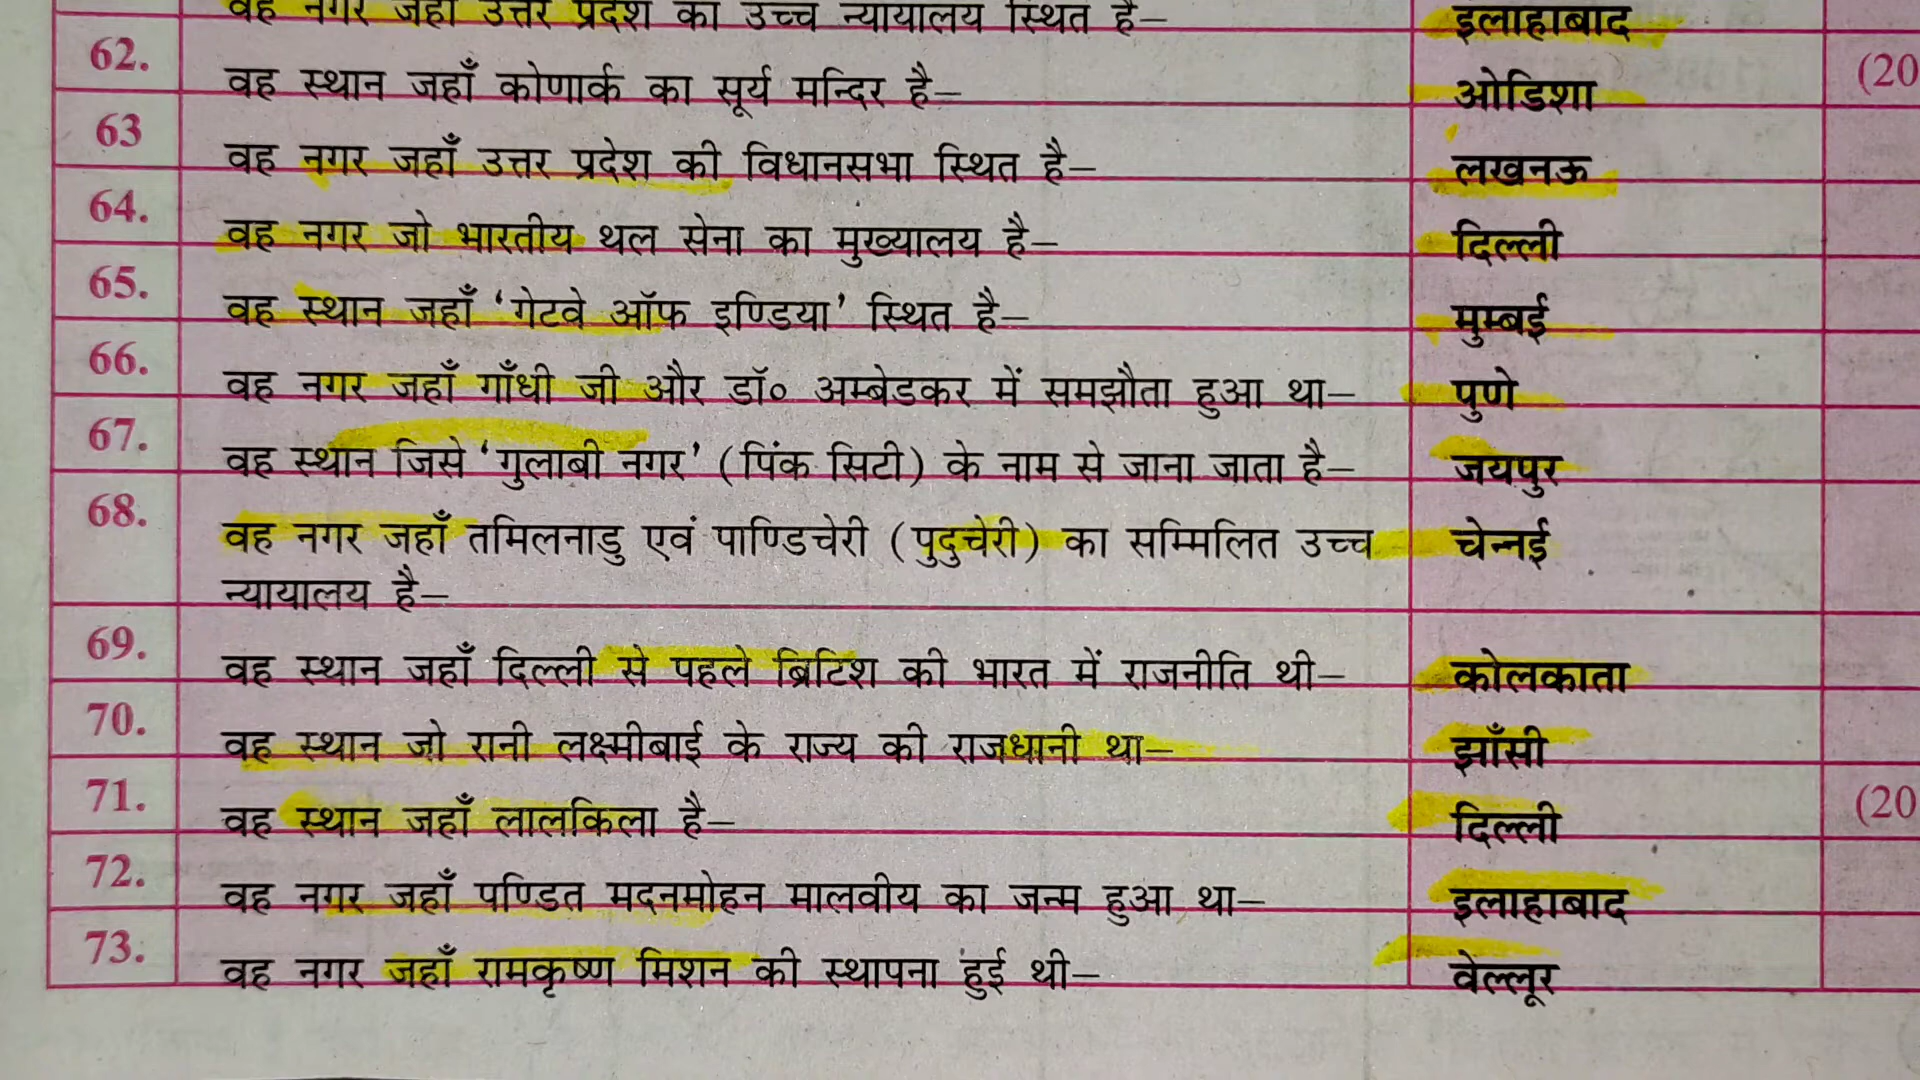 वह नगर जहाँ उत्तर प्रदेश का उच्च न्यायालय स्थित है– इलाहाबाद
62. वह स्थान जहाँ कोणार्क का सूर्य मन्दिर है– ओडिशा (20
63 वह नगर जहाँ उत्तर प्रदेश की विधानसभा स्थित है– लखनऊ
64. वह नगर जो भारतीय थल सेना का मुख्यालय है– दिल्ली
65. वह स्थान जहाँ ‘गेटवे ऑफ इण्डिया’ स्थित है– मुम्बई
66. वह नगर जहाँ गाँधी जी और डॉ० अम्बेडकर में समझौता हुआ था– पुणे
67. वह स्थान जिसे ‘गुलाबी नगर’ (पिंक सिटी) के नाम से जाना जाता है– जयपुर
68. वह नगर जहाँ तमिलनाडु एवं पाण्डिचेरी (पुदुचेरी) का सम्मिलित उच्च चेन्नई
न्यायालय है–
69. वह स्थान जहाँ दिल्ली से पहले ब्रिटिश की भारत में राजनीति थी– कोलकाता
70. वह स्थान जो रानी लक्ष्मीबाई के राज्य की राजधानी था– झाँसी
71. वह स्थान जहाँ लालकिला है– दिल्ली (20
72. वह नगर जहाँ पण्डित मदनमोहन मालवीय का जन्म हुआ था– इलाहाबाद
73. वह नगर जहाँ रामकृष्ण मिशन की स्थापना हुई थी– वेल्लूर